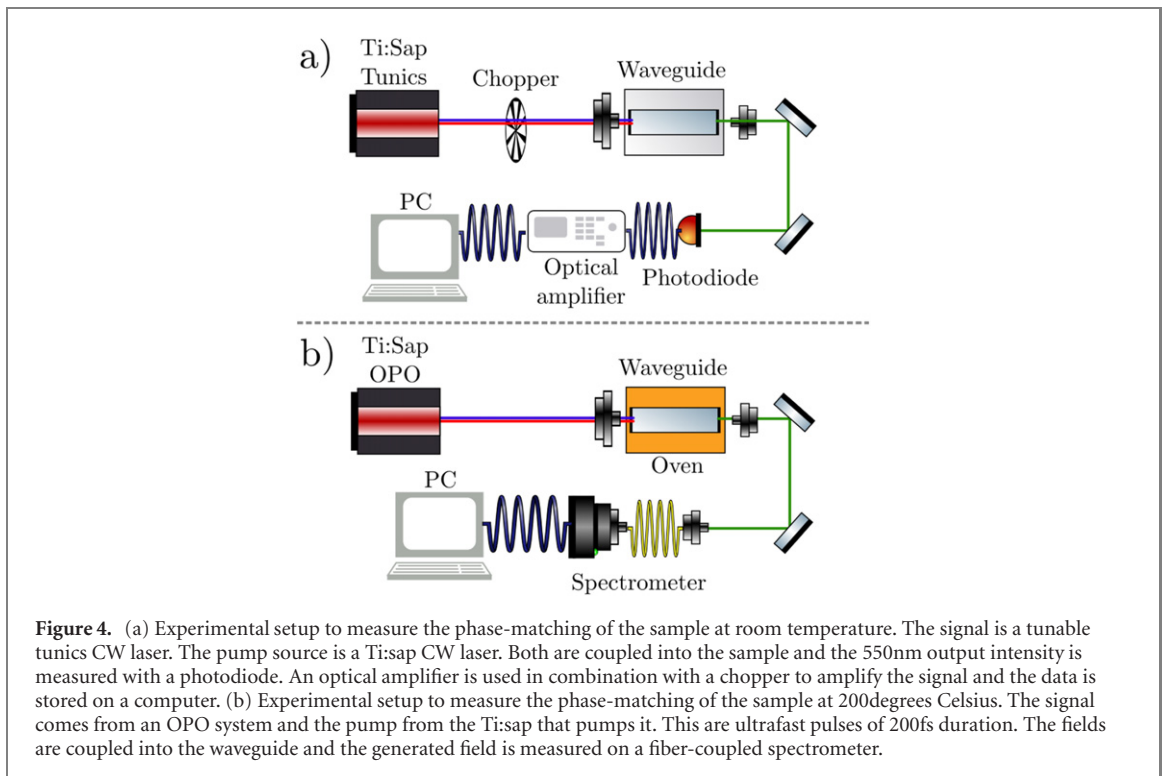 a)
Ti:Sap
Tunics
Chopper
Waveguide
PC
Optical
amplifier
Photodiode
b)
Ti:Sap
OPO
Waveguide
Oven
PC
Spectrometer
Figure 4. (a) Experimental setup to measure the phase-matching of the sample at room temperature. The signal is a tunable
tunics CW laser. The pump source is a Ti:sap CW laser. Both are coupled into the sample and the 550nm output intensity is
measured with a photodiode. An optical amplifier is used in combination with a chopper to amplify the signal and the data is
stored on a computer. (b) Experimental setup to measure the phase-matching of the sample at 200degrees Celsius. The signal
comes from an OPO system and the pump from the Ti:sap that pumps it. This are ultrafast pulses of 200fs duration. The fields
are coupled into the waveguide and the generated field is measured on a fiber-coupled spectrometer.